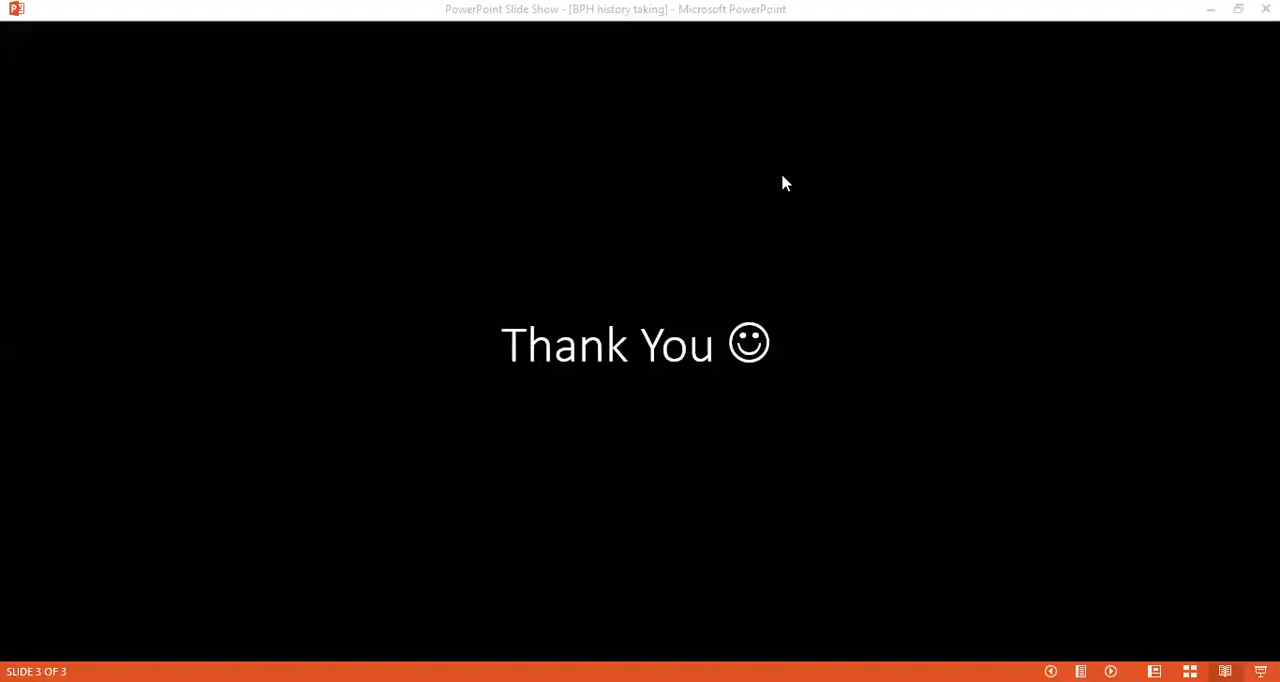 PowerPoint Slide Show - [BPH history taking] - Microsoft PowerPoint
Thank You ☺
SLIDE 3 OF 3